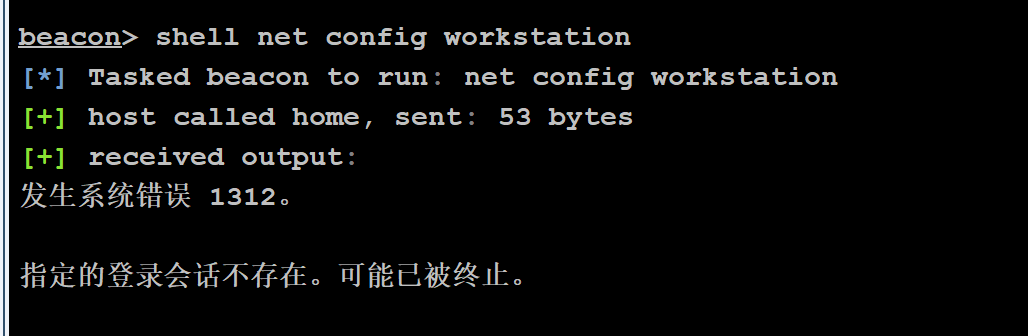 beacon> shell net config workstation
[*] Tasked beacon to run: net config workstation
[+] host called home, sent: 53 bytes
[+] received output:
发生系统错误 1312。
指定的登录会话不存在。可能已被终止。